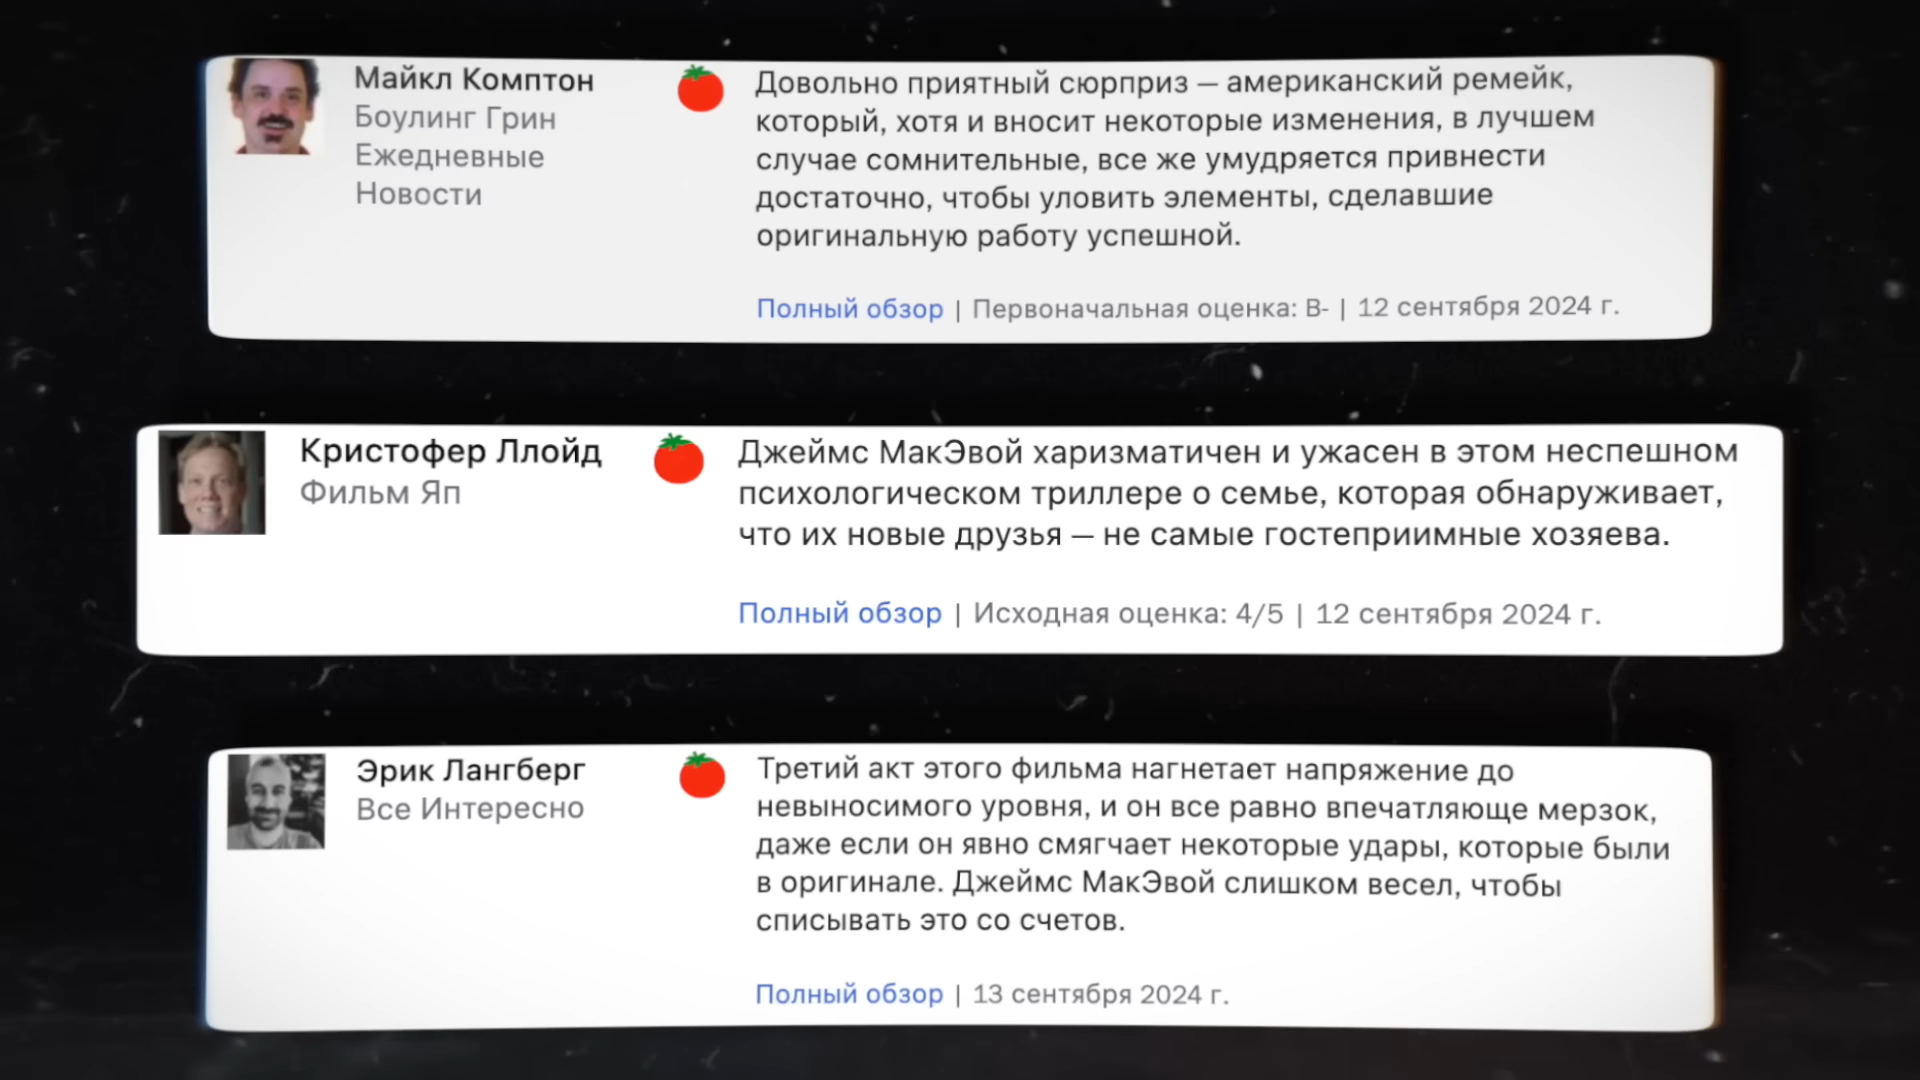 Майкл Комптон
Боулинг Грин
Ежедневные
Новости
Довольно приятный сюрприз — американский ремейк,
который, хотя и вносит некоторые изменения, в лучшем
случае сомнительные, все же умудряется привнести
достаточно, чтобы уловить элементы, сделавшие
оригинальную работу успешной.
Полный обзор | Первоначальная оценка: B- | 12 сентября 2024 г.
Кристофер Ллойд
Фильм Яп
Джеймс МакЭвой харизматичен и ужасен в этом неспешном
психологическом триллере о семье, которая обнаруживает,
что их новые друзья — не самые гостеприимные хозяева.
Полный обзор | Исходная оценка: 4/5 | 12 сентября 2024 г.
Эрик Лангберг
Все Интересно
Третий акт этого фильма нагнетает напряжение до
невыносимого уровня, и он все равно впечатляюще мерзок,
даже если он явно смягчает некоторые удары, которые были
в оригинале. Джеймс МакЭвой слишком весел, чтобы
списывать это со счетов.
Полный обзор | 13 сентября 2024 г.